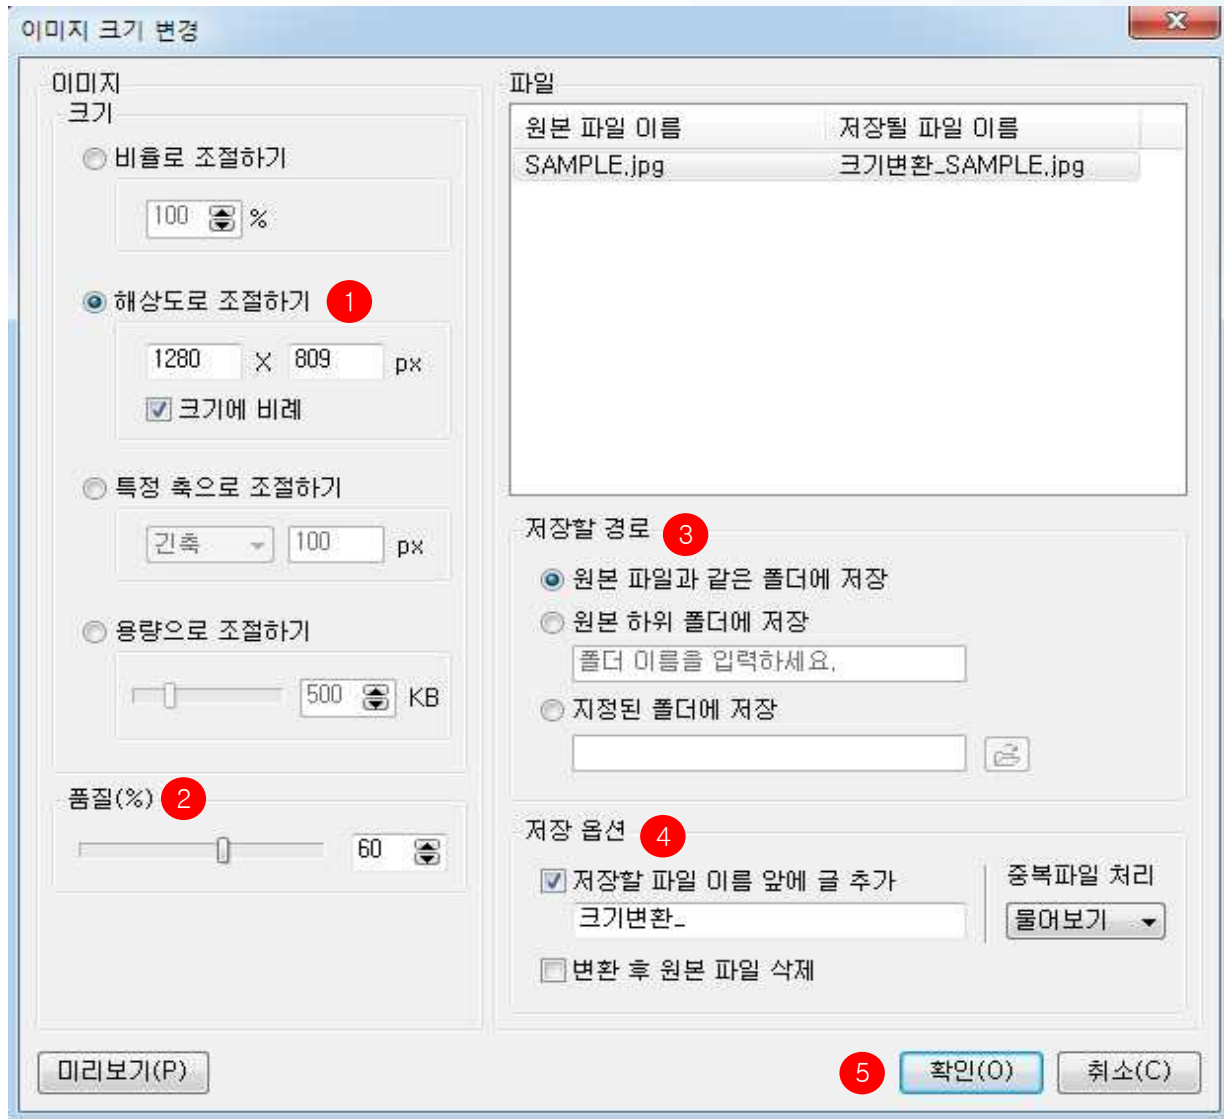 이미지 크기 변경
x
이미지
크기
비율로 조절하기
100 %
해상도로 조절하기 1
1280 X 809 px
크기에 비례
특정 축으로 조절하기
긴축 100 px
용량으로 조절하기
500 KB
품질(%) 2
60
파일
원본 파일 이름 저장될 파일 이름
SAMPLE.jpg 크기변환_SAMPLE.jpg
저장할 경로 3
원본 파일과 같은 폴더에 저장
원본 하위 폴더에 저장
폴더 이름을 입력하세요.
지정된 폴더에 저장
저장 옵션 4
저장할 파일 이름 앞에 글 추가
크기변환_
변환 후 원본 파일 삭제
중복파일 처리
물어보기
미리보기(P)
5 확인(O) 취소(C)